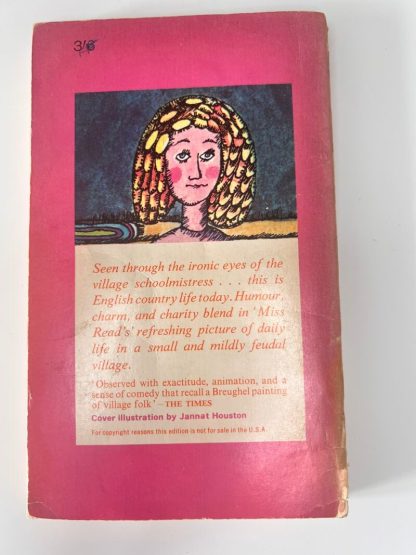 3/6
Seen through the ironic eyes of the
village schoolmistress . . . this is
English country life today. Humour,
charm, and charity blend in 'Miss
Read's' refreshing picture of daily
life in a small and mildly feudal
village.
'Observed with exactitude, animation, and a
sense of comedy that recall a Breughel painting
of village folk' – THE TIMES
Cover illustration by Jannat Houston
For copyright reasons this edition is not for sale in the U.S.A.